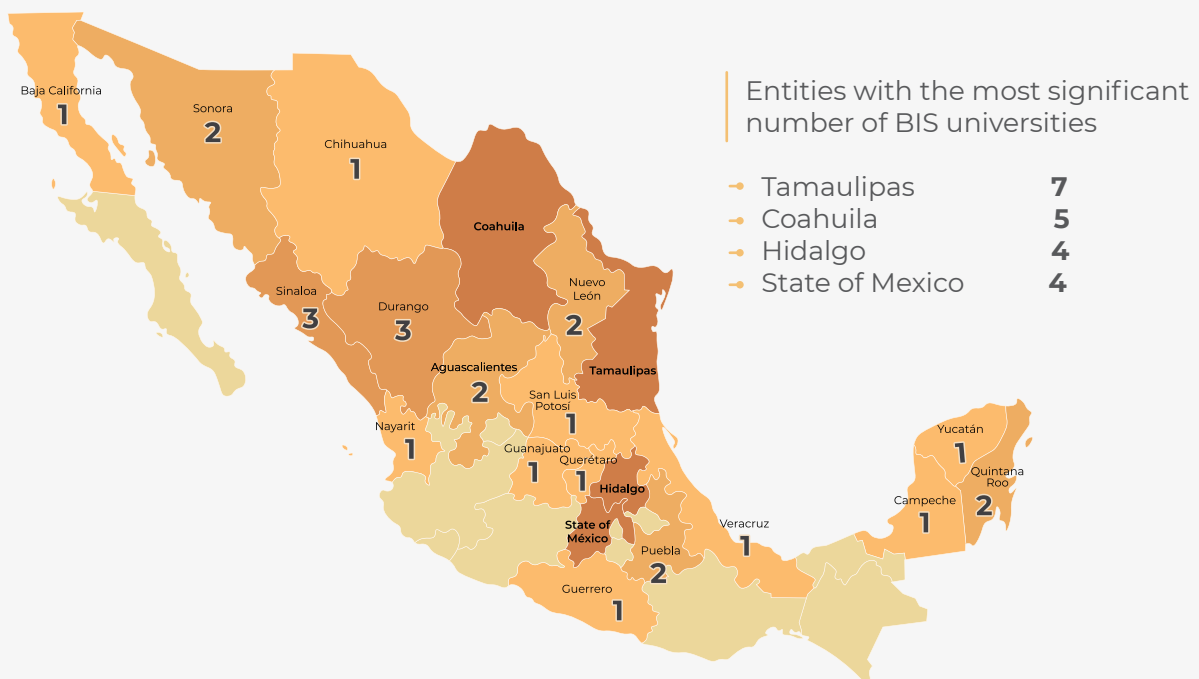 Entities with the most significant
number of BIS universities
Tamaulipas 7
Coahuila 5
Hidalgo 4
State of Mexico 4
Baja California
1
Sonora
2
Chihuahua
1
Coahuila
Sinaloa
3
Durango
3
Nuevo
León
2
Aguascalientes
2
Tamaulipas
San Luis
Potosí
1
Nayarit
1
Guanajuato
1
Querétaro
1
Hidalgo
State of
México
Puebla
2
Veracruz
1
Guerrero
1
Yucatán
1
Quintana
Roo
2
Campeche
1